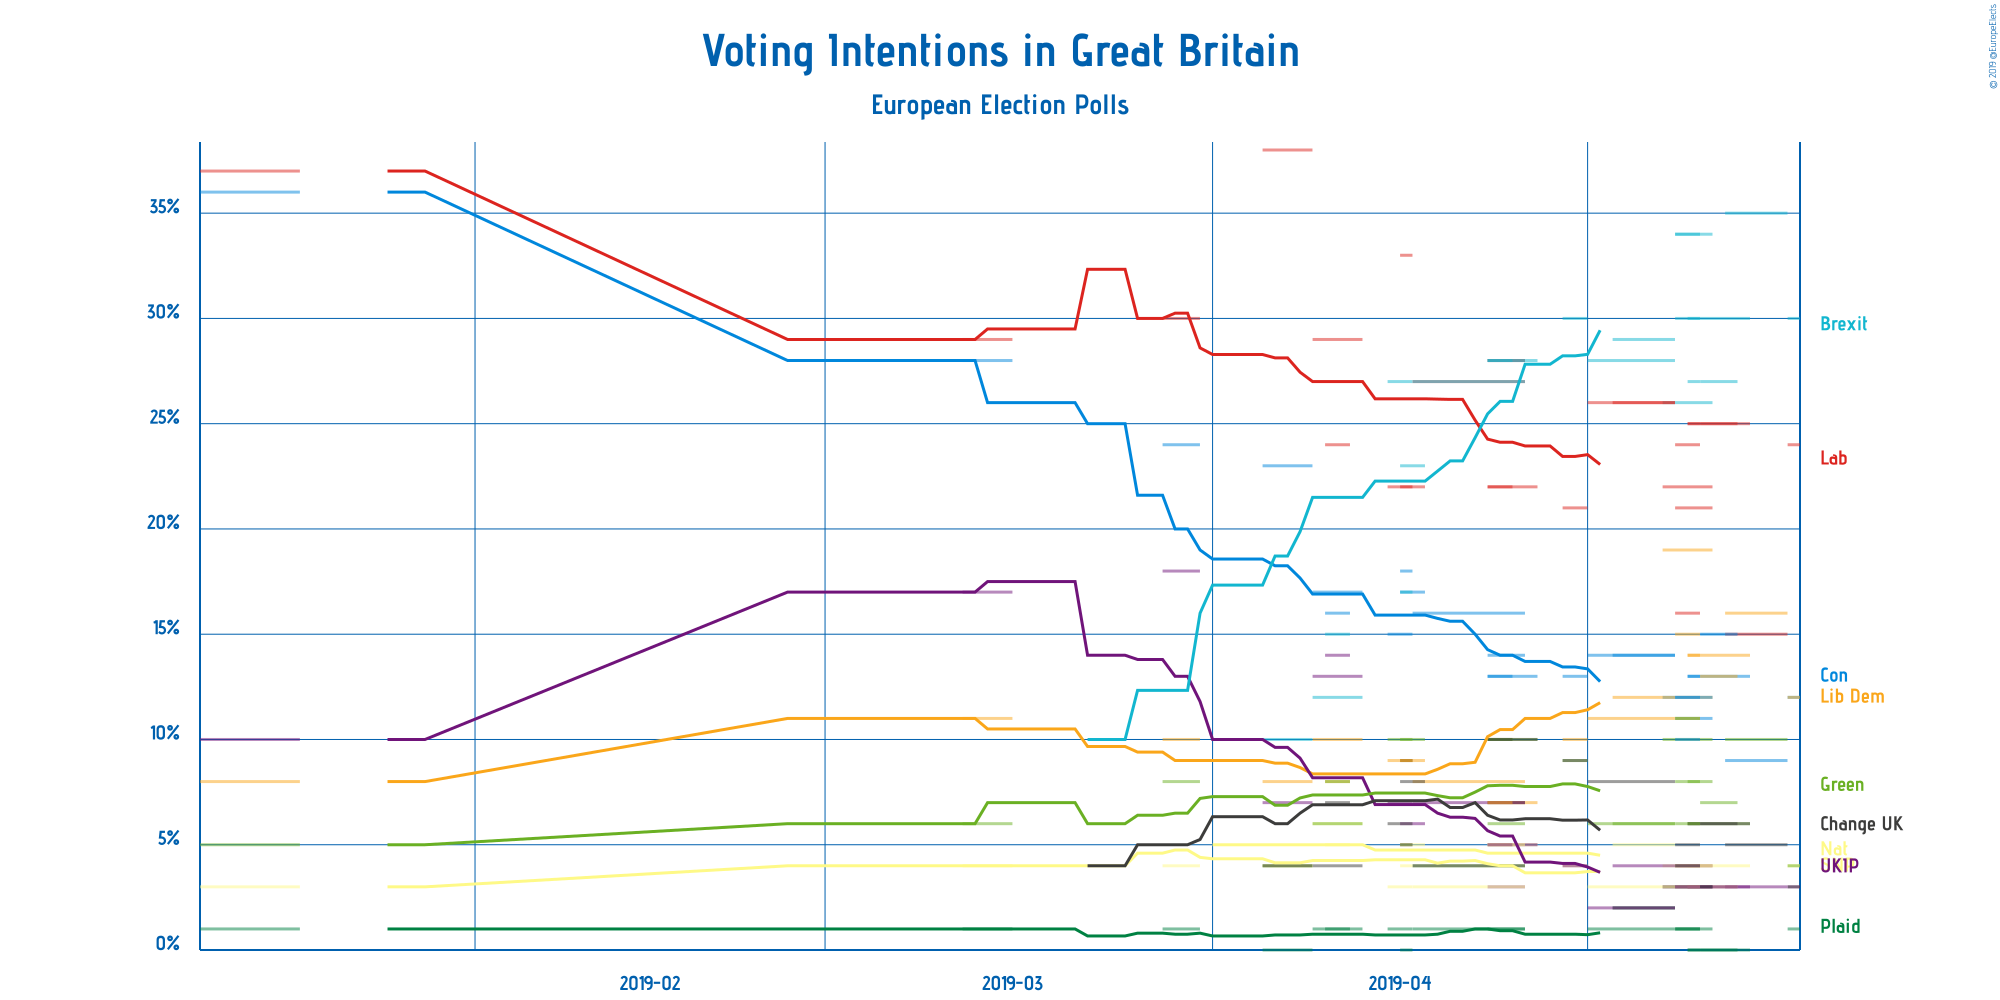 Voting Intentions in Great Britain
European Election Polls
© 2019 @EuropeElects
35%
30%
25%
20%
15%
10%
5%
0%
Brexit
Lab
Con
Lib Dem
Green
Change UK
Nat
UKIP
Plaid
2019-02
2019-03
2019-04